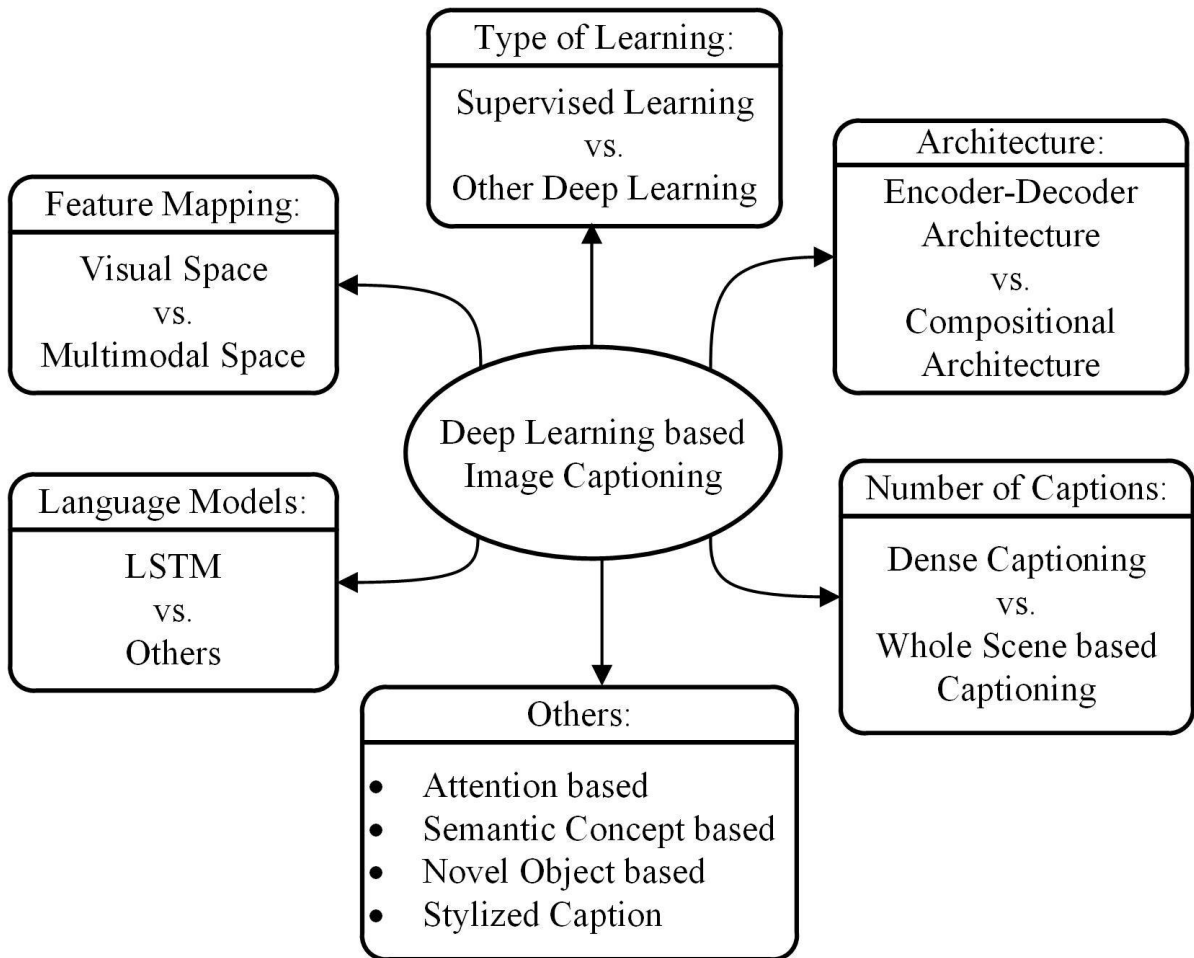 Type of Learning:
Supervised Learning
vs.
Other Deep Learning
Architecture:
Encoder-Decoder
Architecture
vs.
Compositional
Architecture
Feature Mapping:
Visual Space
vs.
Multimodal Space
Deep Learning based
Image Captioning
Language Models:
LSTM
vs.
Others
Number of Captions:
Dense Captioning
vs.
Whole Scene based
Captioning
Others:
• Attention based
• Semantic Concept based
• Novel Object based
• Stylized Caption